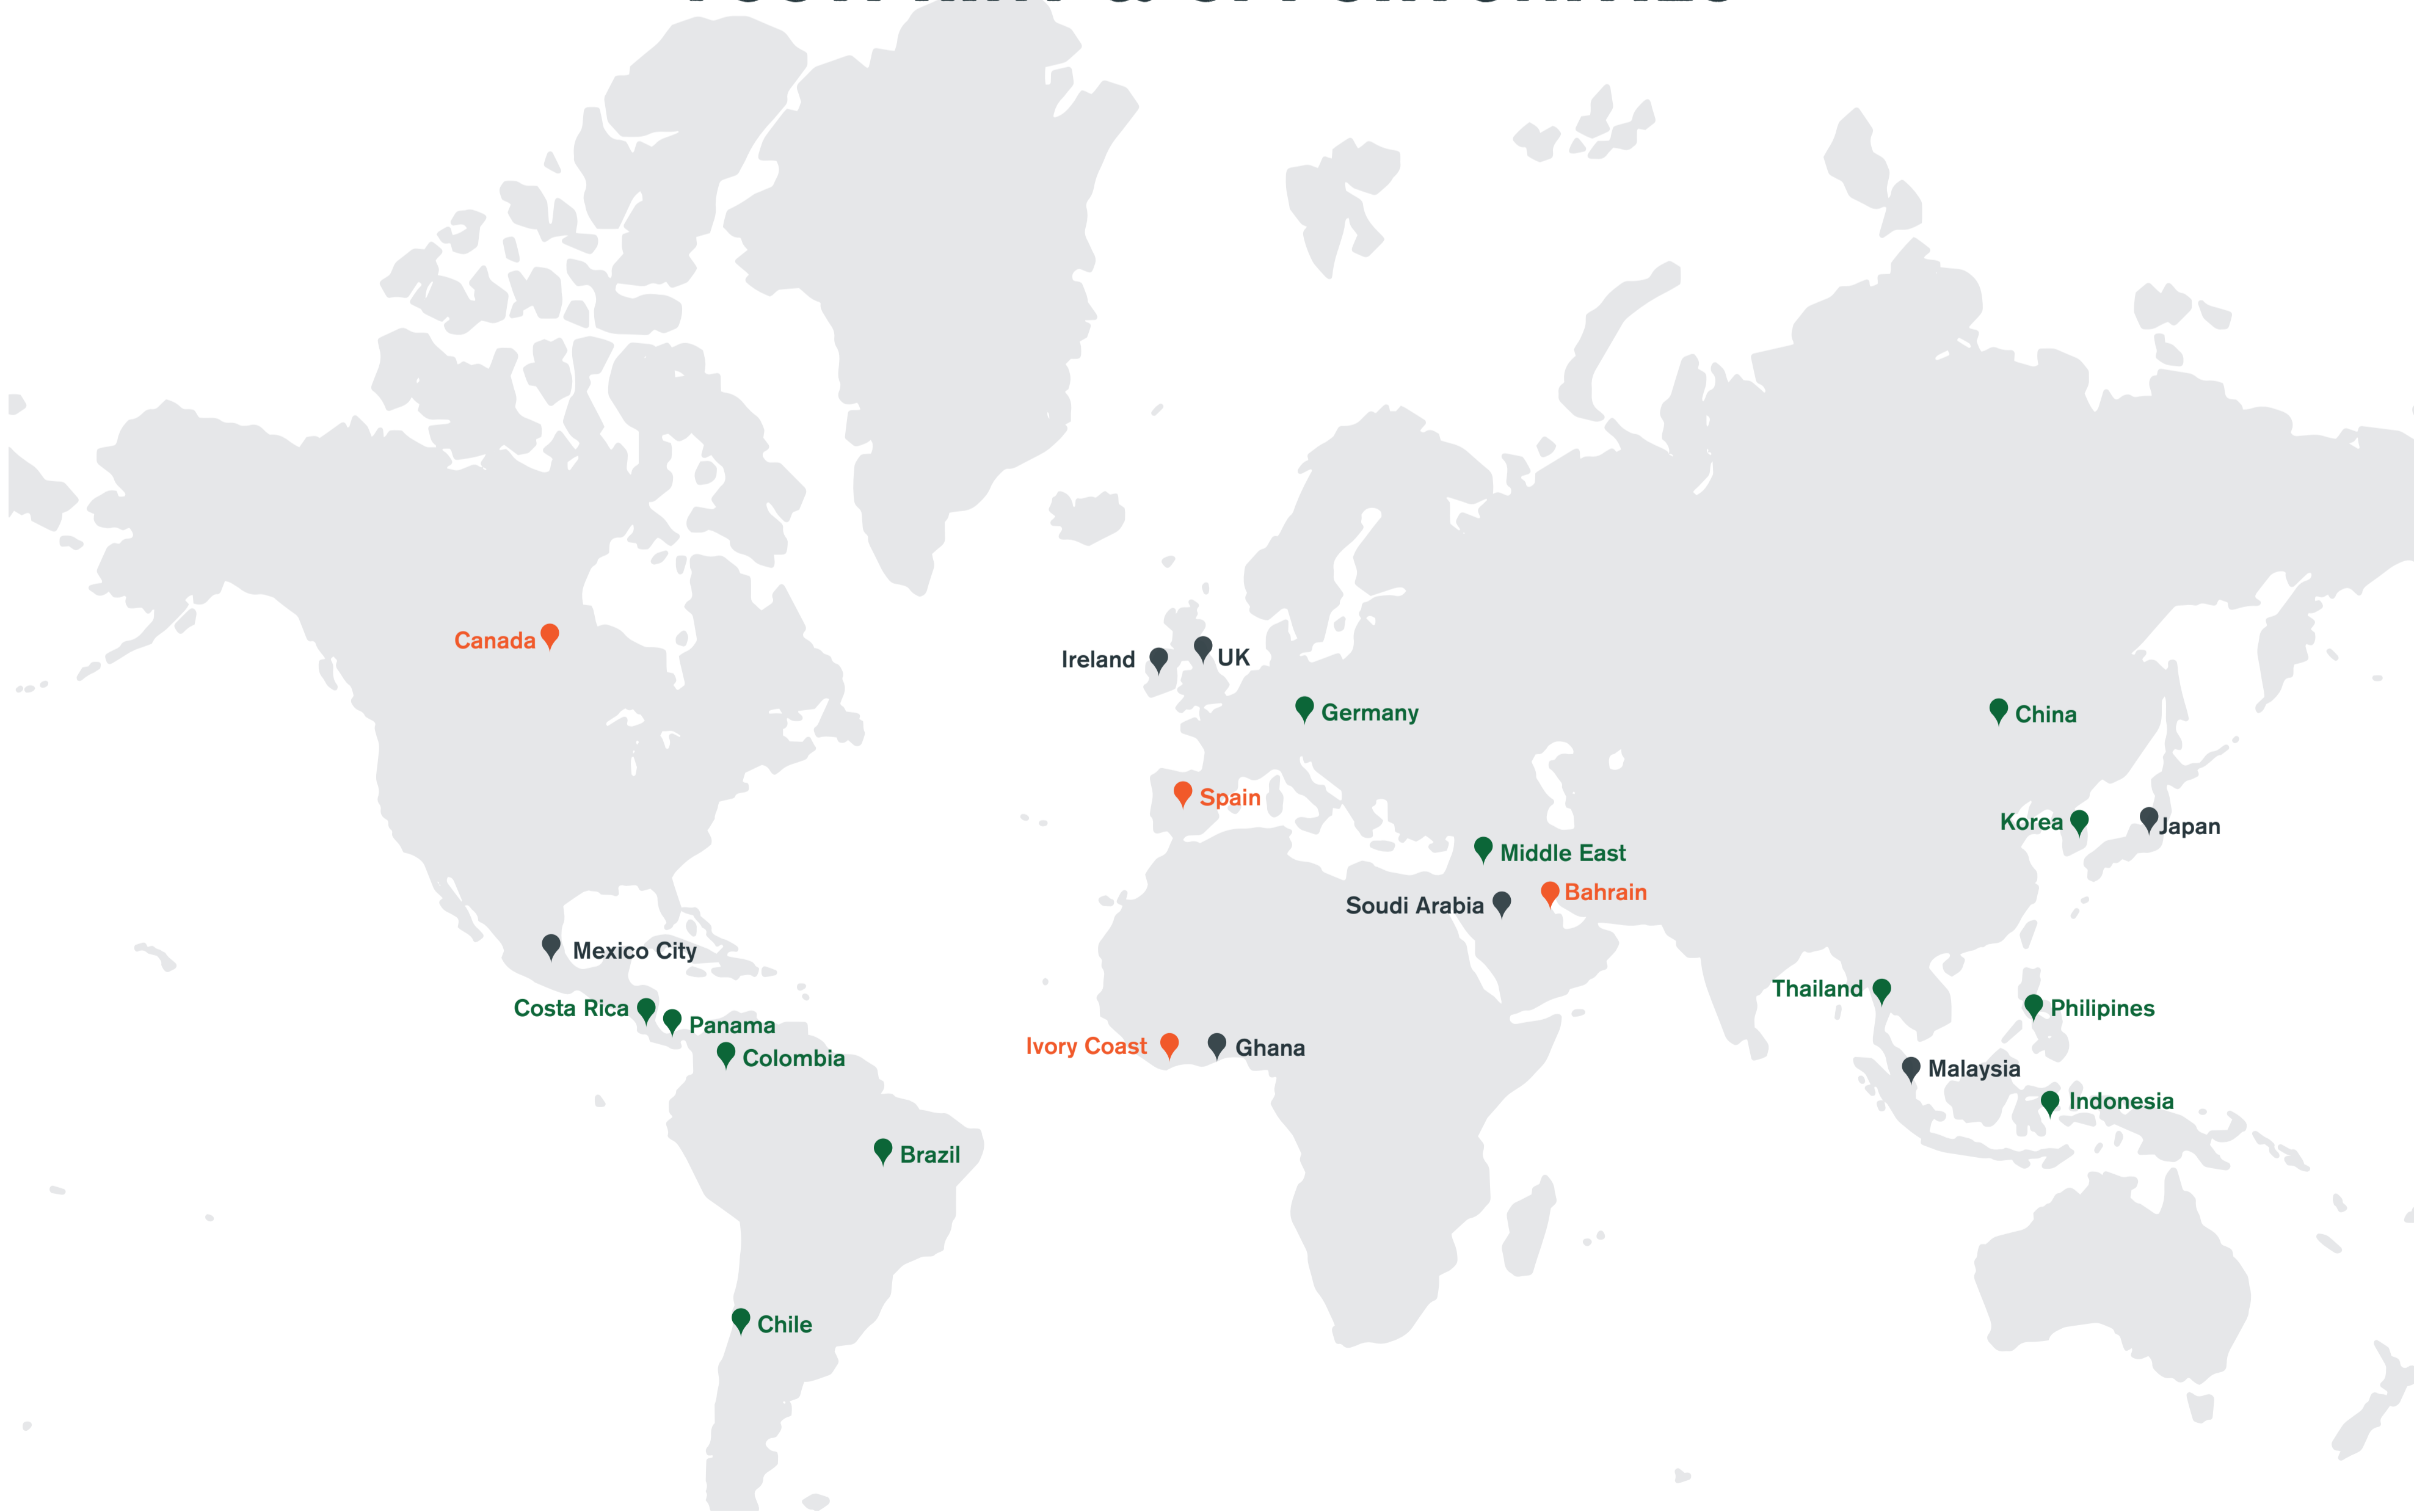 Canada
Ireland
UK
Germany
China
Spain
Korea
Japan
Middle East
Bahrain
Soudi Arabia
Mexico City
Thailand
Costa Rica
Philipines
Panama
Ivory Coast
Ghana
Colombia
Malaysia
Indonesia
Brazil
Chile